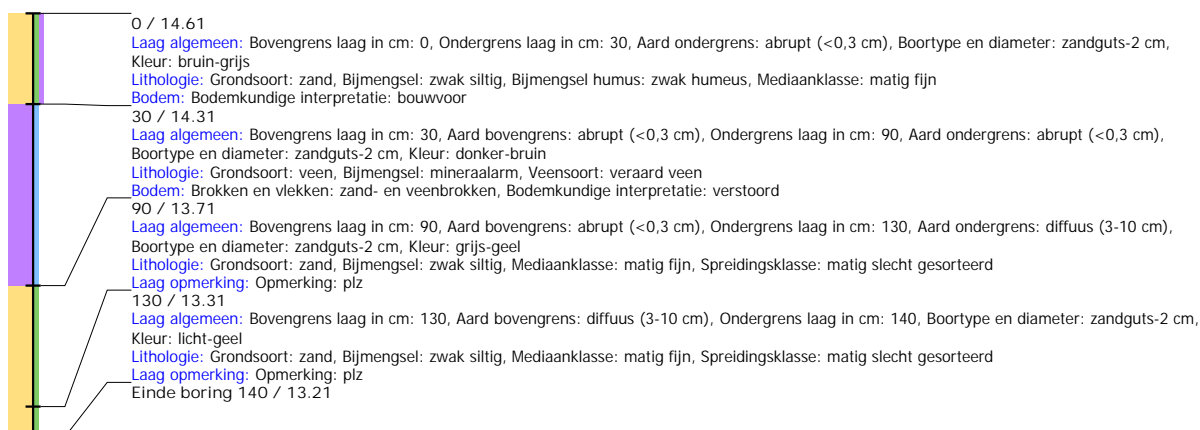 0 / 14.61
Laag algemeen: Bovengrens laag in cm: 0, Ondergrens laag in cm: 30, Aard ondergrens: abrupt (<0,3 cm), Boortype en diameter: zandguts-2 cm,
Kleur: bruin-grijs
Lithologie: Grondsoort: zand, Bijmengsel: zwak siltig, Bijmengsel humus: zwak humeus, Mediaanklasse: matig fijn
Bodem: Bodemkundige interpretatie: bouwvoor
30 / 14.31
Laag algemeen: Bovengrens laag in cm: 30, Aard bovengrens: abrupt (<0,3 cm), Ondergrens laag in cm: 90, Aard ondergrens: abrupt (<0,3 cm),
Boortype en diameter: zandguts-2 cm, Kleur: donker-bruin
Lithologie: Grondsoort: veen, Bijmengsel: mineraalarm, Veensoort: veraard veen
Bodem: Brokken en vlekken: zand- en veenbrokken, Bodemkundige interpretatie: verstoord
90 / 13.71
Laag algemeen: Bovengrens laag in cm: 90, Aard bovengrens: abrupt (<0,3 cm), Ondergrens laag in cm: 130, Aard ondergrens: diffuus (3-10 cm),
Boortype en diameter: zandguts-2 cm, Kleur: grijs-geel
Lithologie: Grondsoort: zand, Bijmengsel: zwak siltig, Mediaanklasse: matig fijn, Spreidingsklasse: matig slecht gesorteerd
Laag opmerking: Opmerking: plz
130 / 13.31
Laag algemeen: Bovengrens laag in cm: 130, Aard bovengrens: diffuus (3-10 cm), Ondergrens laag in cm: 140, Boortype en diameter: zandguts-2 cm,
Kleur: licht-geel
Lithologie: Grondsoort: zand, Bijmengsel: zwak siltig, Mediaanklasse: matig fijn, Spreidingsklasse: matig slecht gesorteerd
Laag opmerking: Opmerking: plz
Einde boring 140 / 13.21